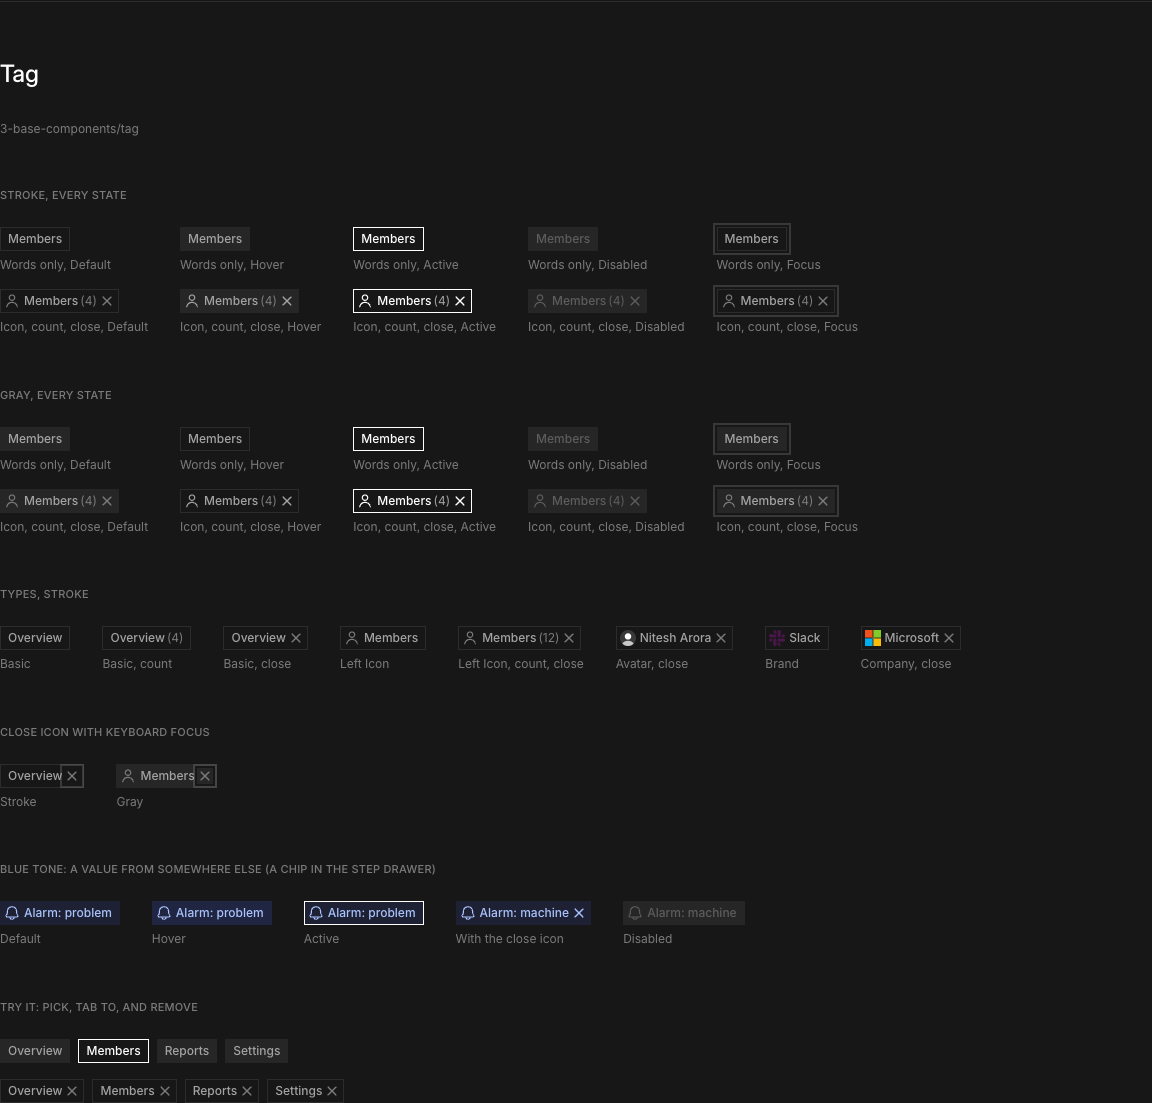 Tag
3-base-components/tag
STROKE, EVERY STATE
Members Members Members Members Members
Words only, Default Words only, Hover Words only, Active Words only, Disabled Words only, Focus
Members (4) Members (4) Members (4) Members (4) Members (4)
Icon, count, close, Default Icon, count, close, Hover Icon, count, close, Active Icon, count, close, Disabled Icon, count, close, Focus
GRAY, EVERY STATE
Members Members Members Members Members
Words only, Default Words only, Hover Words only, Active Words only, Disabled Words only, Focus
Members (4) Members (4) Members (4) Members (4) Members (4)
Icon, count, close, Default Icon, count, close, Hover Icon, count, close, Active Icon, count, close, Disabled Icon, count, close, Focus
TYPES, STROKE
Overview Overview (4) Overview Members Members (12) Nitesh Arora Slack Microsoft
Basic Basic, count Basic, close Left Icon Left Icon, count, close Avatar, close Brand Company, close
CLOSE ICON WITH KEYBOARD FOCUS
Overview Members
Stroke Gray
BLUE TONE: A VALUE FROM SOMEWHERE ELSE (A CHIP IN THE STEP DRAWER)
Alarm: problem Alarm: problem Alarm: problem Alarm: machine Alarm: machine
Default Hover Active With the close icon Disabled
TRY IT: PICK, TAB TO, AND REMOVE
Overview Members Reports Settings
Overview Members Reports Settings